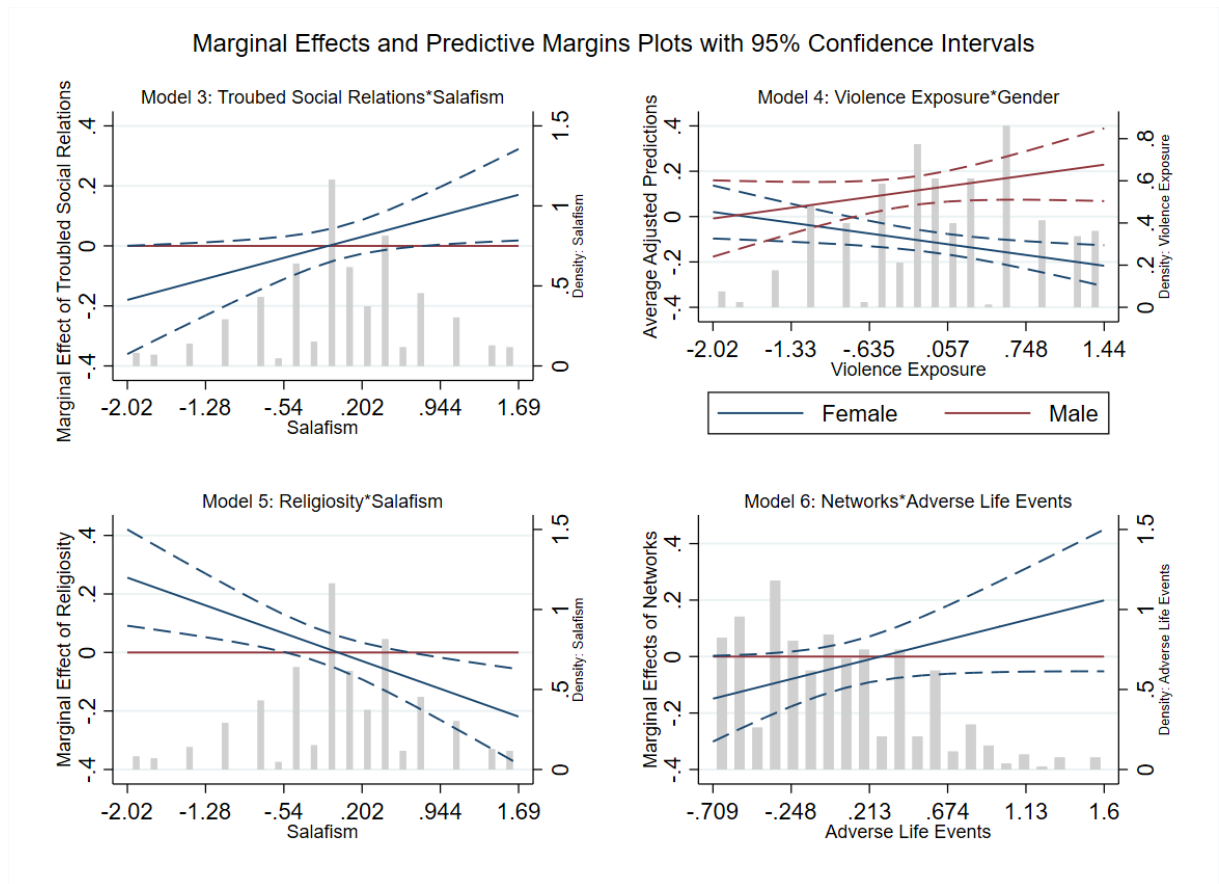 Marginal Effects and Predictive Margins Plots with 95% Confidence Intervals
Model 3: Troubed Social Relations*Salafism
Marginal Effect of Troubled Social Relations
.4
.2
0
-.2
-.4
1.5
1
.5
0
Density: Salafism
-2.02 -1.28 -.54 .202 .944 1.69
Salafism
Model 4: Violence Exposure*Gender
Average Adjusted Predictions
.4
.2
0
-.2
-.4
.8
.6
.4
.2
0
Density: Violence Exposure
-2.02 -1.33 -.635 .057 .748 1.44
Violence Exposure
Female Male
Model 5: Religiosity*Salafism
Marginal Effect of Religiosity
.4
.2
0
-.2
-.4
1.5
1
.5
0
Density: Salafism
-2.02 -1.28 -.54 .202 .944 1.69
Salafism
Model 6: Networks*Adverse Life Events
Marginal Effects of Networks
.4
.2
0
-.2
-.4
1.5
1
.5
0
Density: Adverse Life Events
-.709 -.248 .213 .674 1.13 1.6
Adverse Life Events